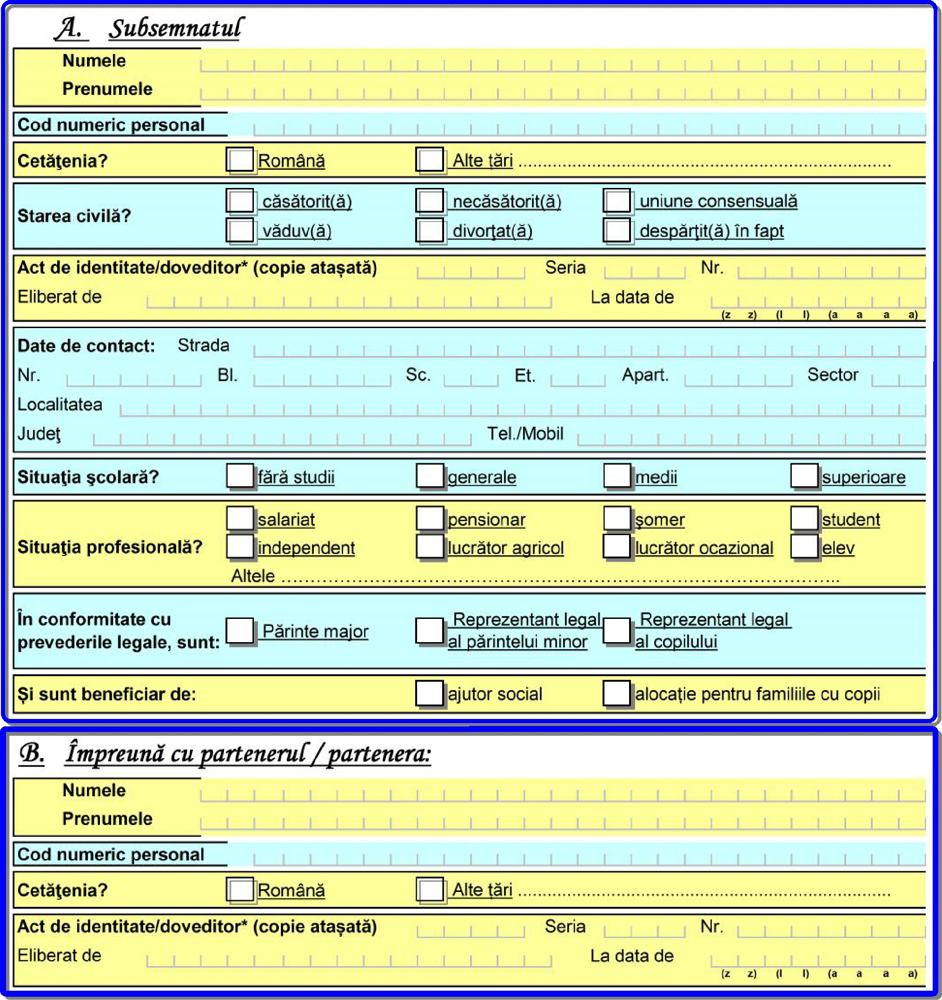 A. Subsemnatul
Numele
Prenumele
Cod numeric personal
Cetăţenia? Română Alte țări ............................................................................
Starea civilă? căsătorit(ă) necăsătorit(ă) uniune consensuală
văduv(ă) divorţat(ă) despărţit(ă) în fapt
Act de identitate/doveditor* (copie atașată) Seria Nr.
Eliberat de La data de
(z z) (l l) (a a a a)
Date de contact: Strada
Nr. Bl. Sc. Et. Apart. Sector
Localitatea
Judeţ Tel./Mobil
Situaţia şcolară? fără studii generale medii superioare
Situaţia profesională? salariat pensionar şomer student
independent lucrător agricol lucrător ocazional elev
Altele ............................................................................
În conformitate cu prevederile legale, sunt: Părinte major Reprezentant legal al părintelui minor Reprezentant legal al copilului
Și sunt beneficiar de: ajutor social alocație pentru familiile cu copii
B. Împreună cu partenerul / partenera:
Numele
Prenumele
Cod numeric personal
Cetăţenia? Română Alte țări ............................................................................
Act de identitate/doveditor* (copie atașată) Seria Nr.
Eliberat de La data de
(z z) (l l) (a a a a)